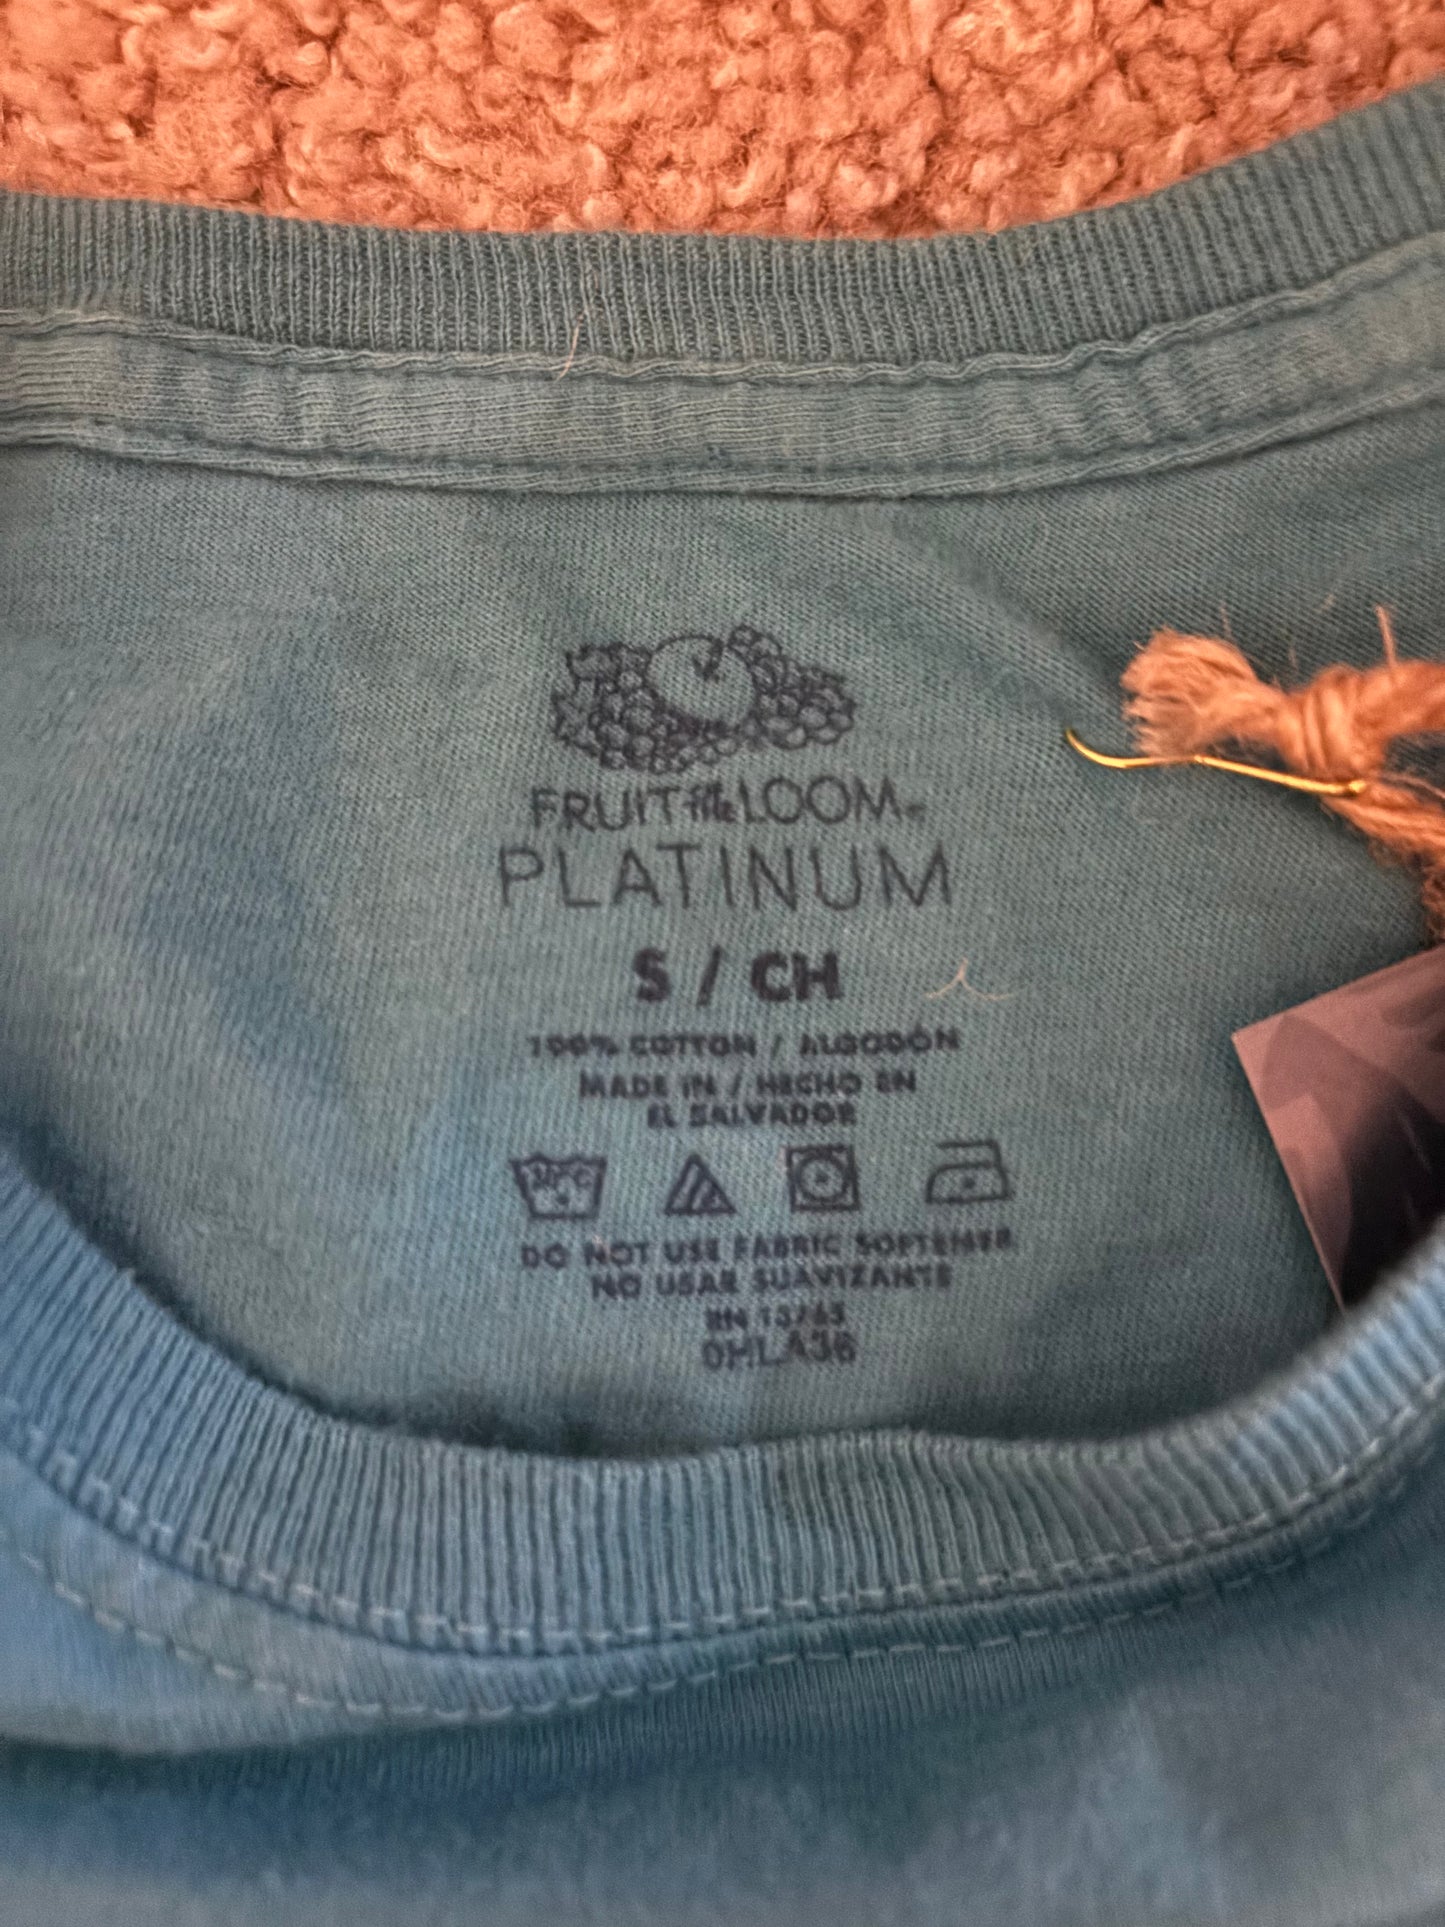 FRUIT of the LOOM®
PLATINUM
S / CH
100% COTTON / ALGODÓN
MADE IN / HECHO EN
EL SALVADOR
30°C
DO NOT USE FABRIC SOFTENER
NO USAR SUAVIZANTE
RN 13765
0HLA36